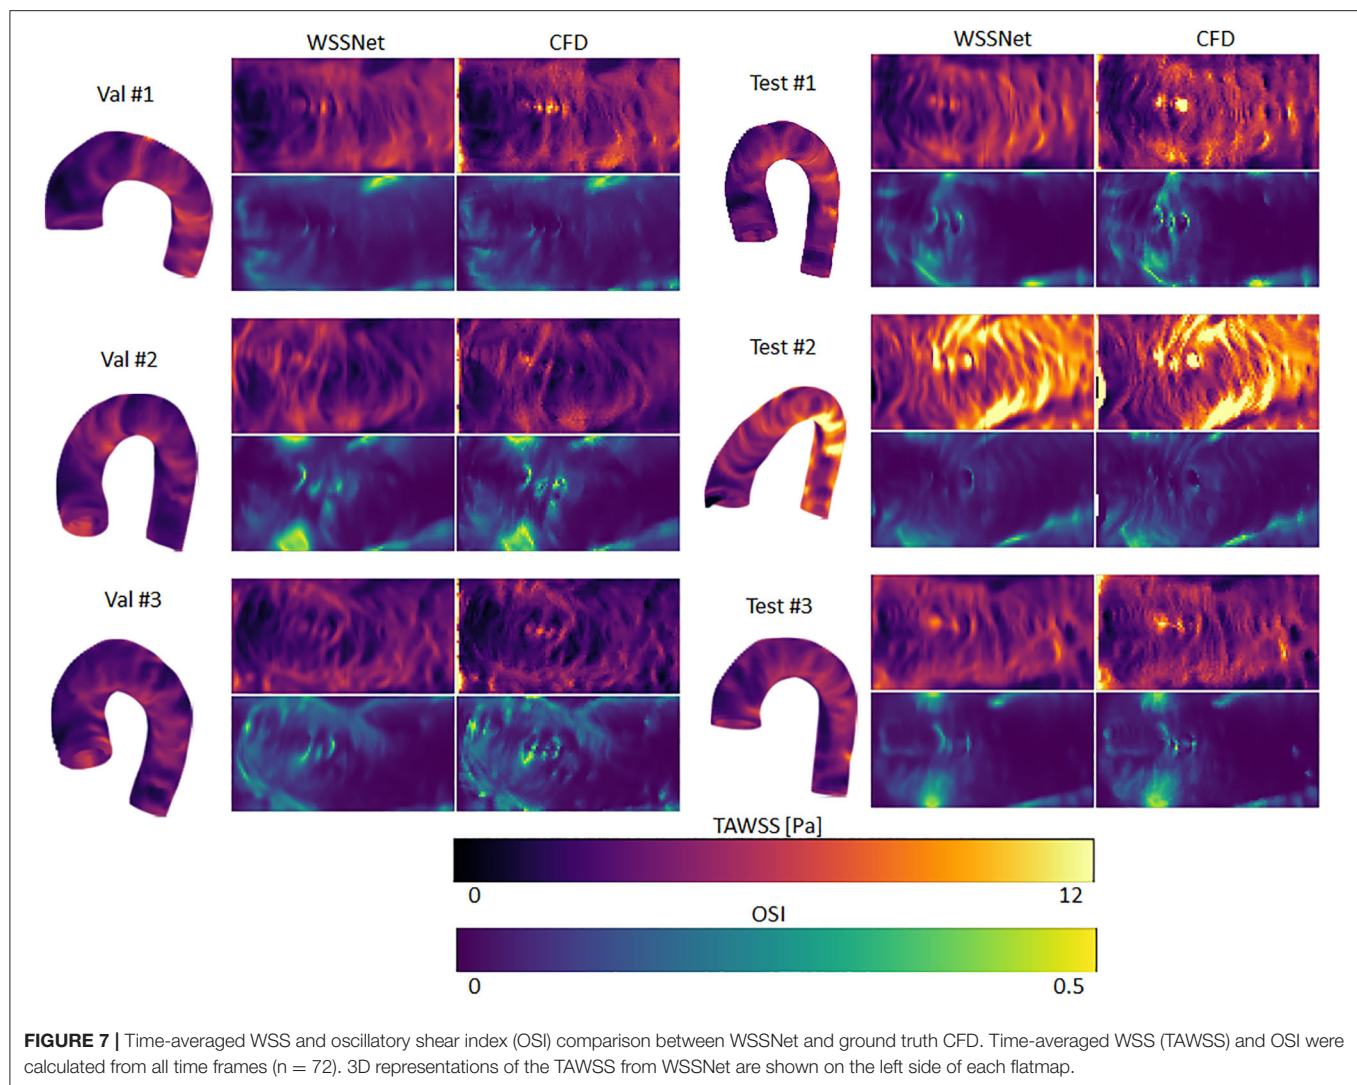 WSSNet CFD
Val #1
WSSNet CFD
Test #1
Val #2
Test #2
Val #3
Test #3
TAWSS [Pa]
0 12
OSI
0 0.5
FIGURE 7 | Time-averaged WSS and oscillatory shear index (OSI) comparison between WSSNet and ground truth CFD. Time-averaged WSS (TAWSS) and OSI were
calculated from all time frames (n = 72). 3D representations of the TAWSS from WSSNet are shown on the left side of each flatmap.